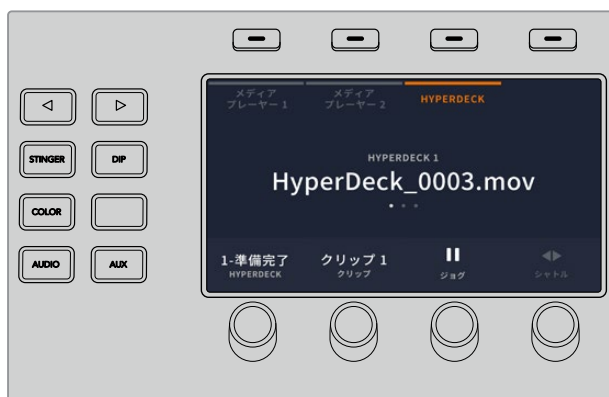 メディア
プレーヤー 1
メディア
プレーヤー 2
HYPERDECK
STINGER
DIP
COLOR
AUDIO
AUX
HYPERDECK 1
HyperDeck_0003.mov
1-準備完了
HYPERDECK
クリップ 1
クリップ
ジョグ
シャトル